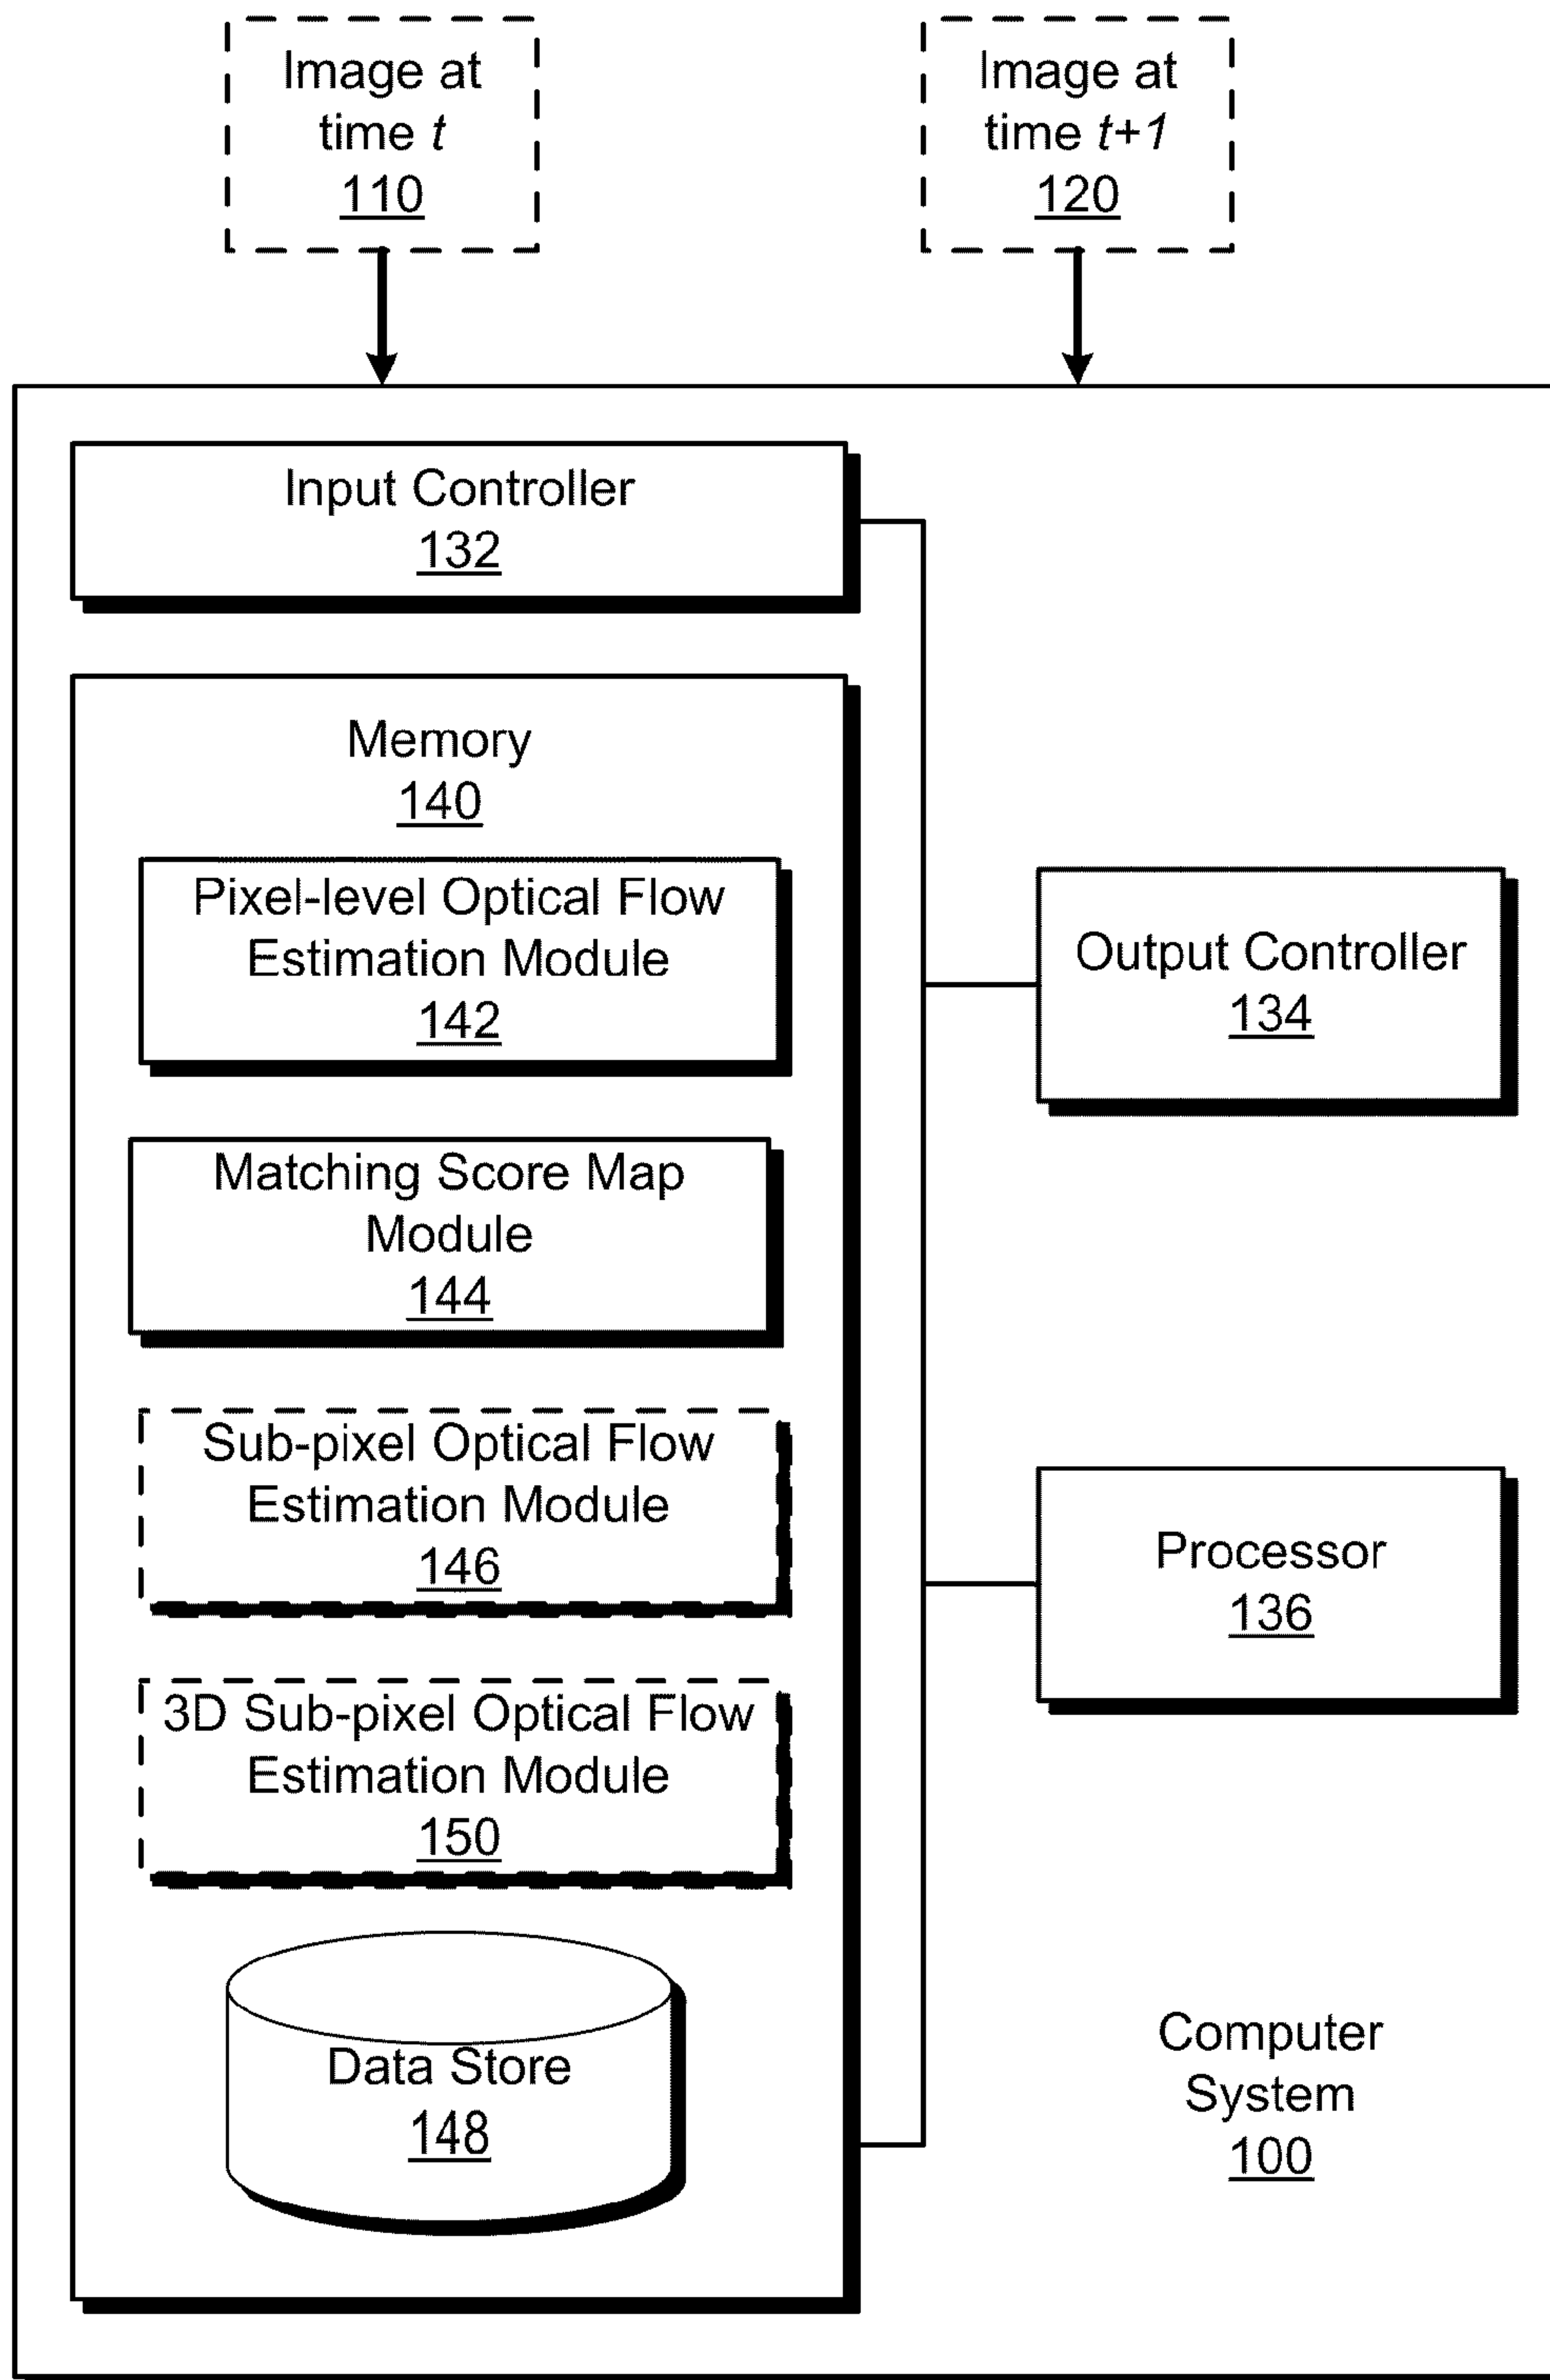 Image at
time t
110
Image at
time t+1
120
Input Controller
132
Memory
140
Pixel-level Optical Flow
Estimation Module
142
Matching Score Map
Module
144
Sub-pixel Optical Flow
Estimation Module
146
3D Sub-pixel Optical Flow
Estimation Module
150
Data Store
148
Output Controller
134
Processor
136
Computer
System
100